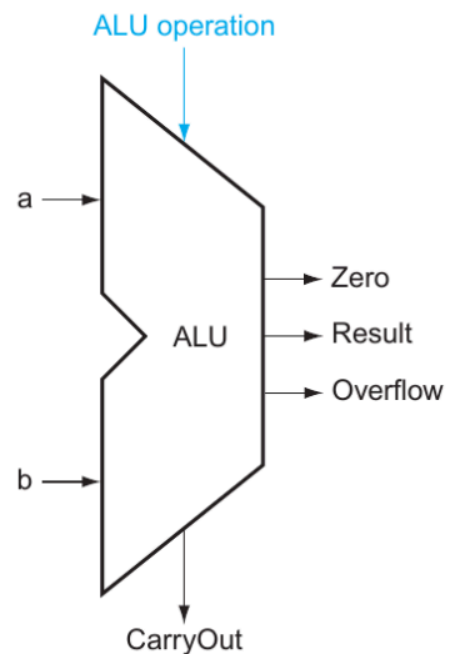 ALU operation
a
Zero
ALU
Result
Overflow
b
CarryOut